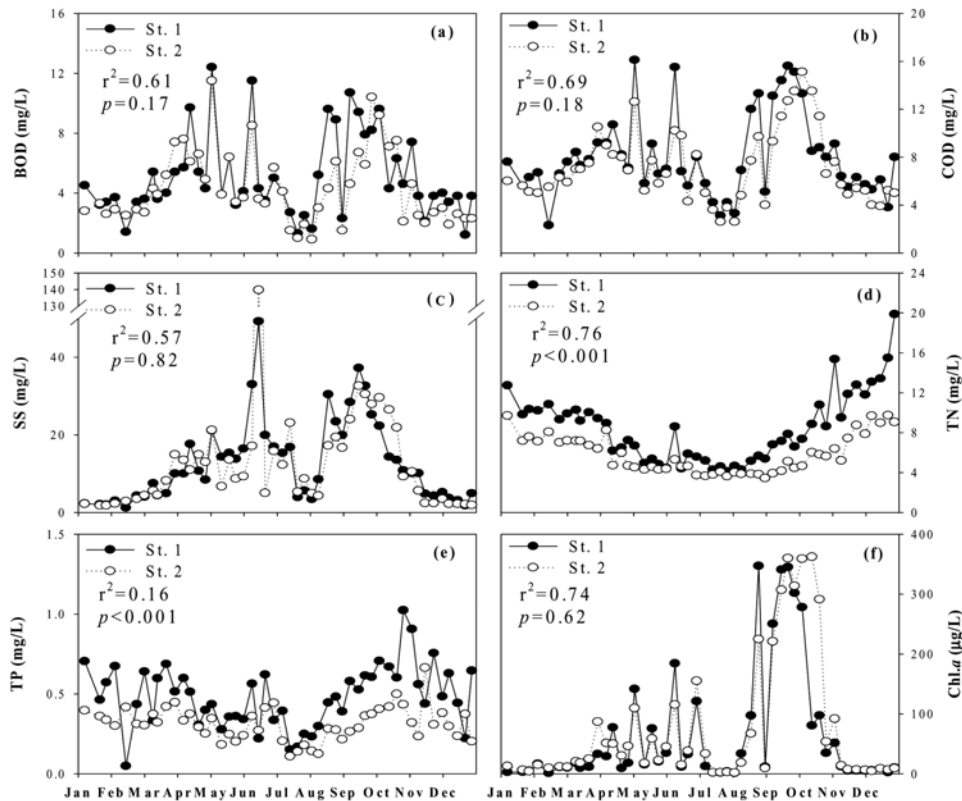 16 20
St. 1 (a) St. 1 (b)
St. 2 St. 2
r²=0.61 r²=0.69
p=0.17 p=0.18
BOD (mg/L) COD (mg/L)
12 16
8 12
4 8
4
0 0
150 24
140
130
St. 1 (c) St. 1 (d)
St. 2 St. 2
r²=0.57 r²=0.76
p=0.82 p<0.001
SS (mg/L) TN (mg/L)
40 20
16
12
20 8
4
0 0
1.5 400
St. 1 (e) St. 1 (f)
St. 2 St. 2
r²=0.16 r²=0.74
p<0.001 p=0.62
TP (mg/L) Chl.a (μg/L)
1.0 300
200
0.5 100
0.0 0
Jan Feb Mar Apr May Jun Jul Aug Sep Oct Nov Dec Jan Feb Mar Apr May Jun Jul Aug Sep Oct Nov Dec